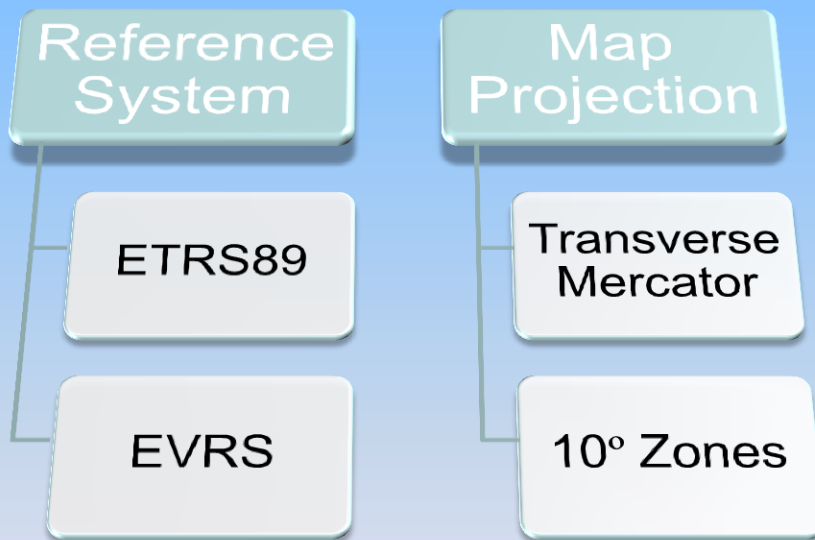 Reference
System
ETRS89
EVRS
Map
Projection
Transverse
Mercator
10º Zones